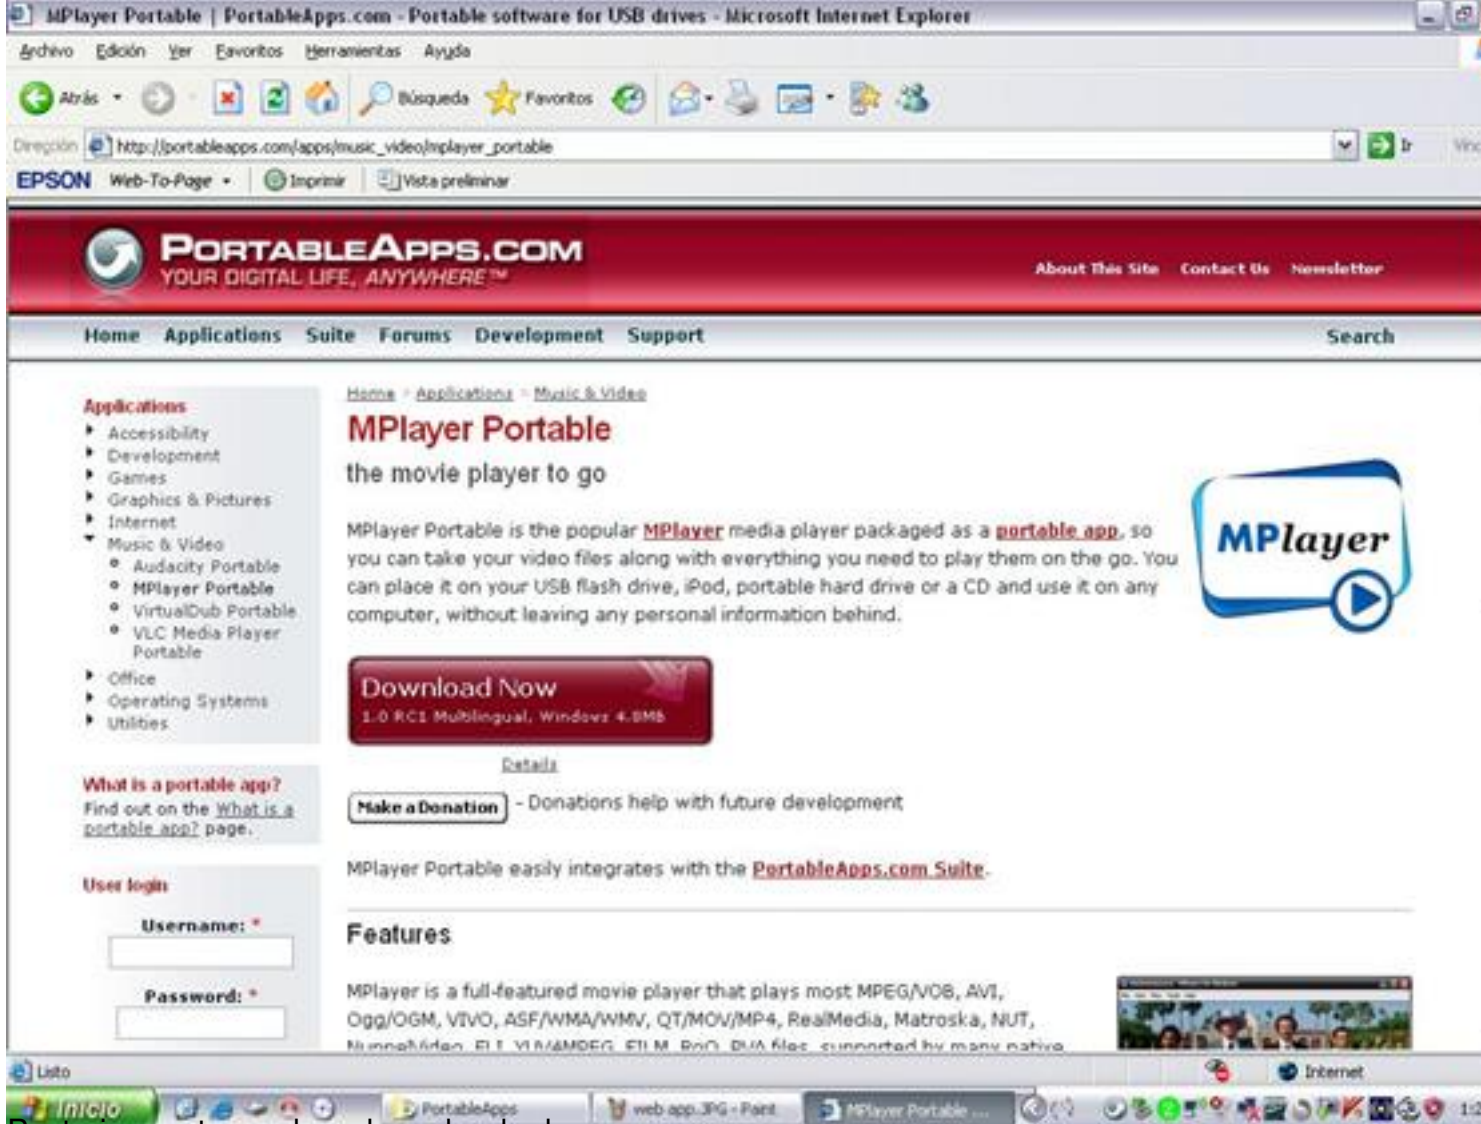 MPlayer Portable | PortableApps.com - Portable software for USB drives - Microsoft Internet Explorer
Archivo Edición Ver Favoritos Herramientas Ayuda
Atrás Búsqueda Favoritos
Dirección http://portableapps.com/apps/music_video/mplayer_portable Ir
EPSON Web-To-Page Imprimir Vista preliminar
PORTABLEAPPS.COM
YOUR DIGITAL LIFE, ANYWHERE™
About This Site Contact Us Newsletter
Home Applications Suite Forums Development Support Search
Applications
Accessibility
Development
Games
Graphics & Pictures
Internet
Music & Video
Audacity Portable
MPlayer Portable
VirtualDub Portable
VLC Media Player
Portable
Office
Operating Systems
Utilities
What is a portable app?
Find out on the What is a
portable app? page.
User login
Username: *
Password: *
Home > Applications > Music & Video
MPlayer Portable
the movie player to go
MPlayer Portable is the popular MPlayer media player packaged as a portable app, so
you can take your video files along with everything you need to play them on the go. You
can place it on your USB flash drive, iPod, portable hard drive or a CD and use it on any
computer, without leaving any personal information behind.
MPlayer
Download Now
1.0 RC1 Multilingual, Windows 4.8MB
Details
Make a Donation - Donations help with future development
MPlayer Portable easily integrates with the PortableApps.com Suite.
Features
MPlayer is a full-featured movie player that plays most MPEG/VOB, AVI,
Ogg/OGM, VIVO, ASF/WMA/WMV, QT/MOV/MP4, RealMedia, Matroska, NUT,
NuppelVideo, FLI, YUV4MPEG, FILM, RoQ, PVA files, supported by many native
Listo Internet
Inicio PortableApps web app.JPG - Paint MPlayer Portable ...